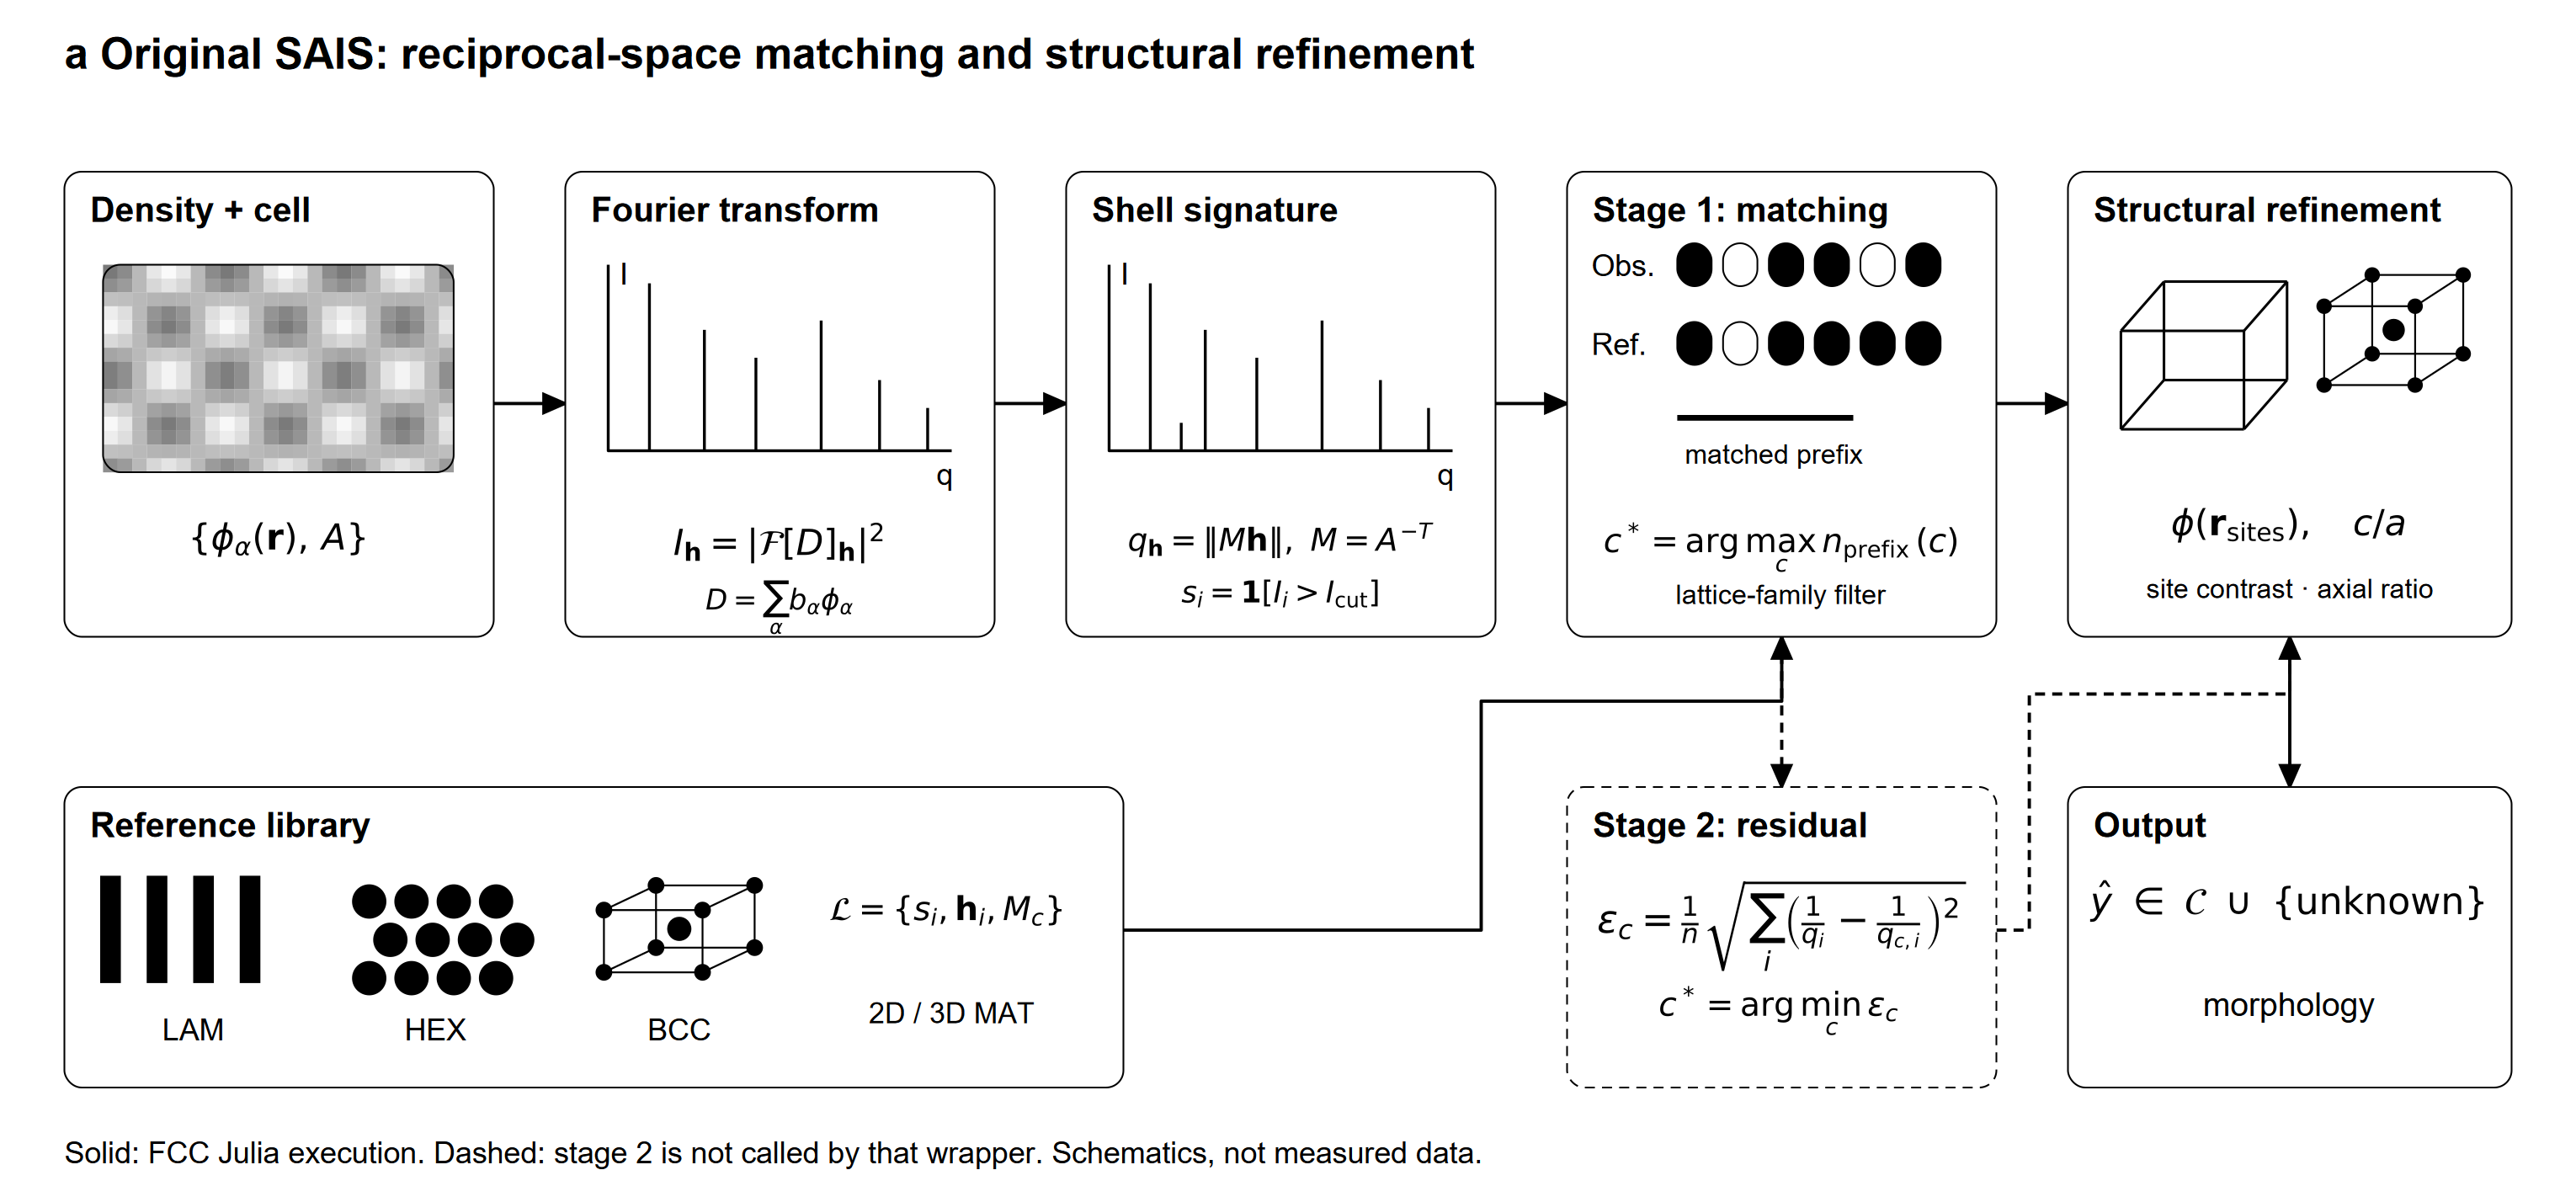 a Original SAIS: reciprocal-space matching and structural refinement
Density + cell
{ϕα(r), A}
Fourier transform
I
q
I𝐡 = |ℱ[D]𝐡|²
D = ∑α bαϕα
Shell signature
I
q
q𝐡 = ‖M𝐡‖, M = A⁻ᵀ
sᵢ = 𝟏[Iᵢ > Icut]
Stage 1: matching
Obs.
Ref.
matched prefix
c* = arg max c nprefix (c)
lattice-family filter
Structural refinement
ϕ(𝐫sites), c/a
site contrast · axial ratio
Reference library
LAM
HEX
BCC
ℒ = {sᵢ, 𝐡ᵢ, Mc}
2D / 3D MAT
Stage 2: residual
εc = 1/n √∑i (1/qi − 1/qc,i)²
c* = arg min c εc
Output
ŷ ∈ 𝒞 ∪ {unknown}
morphology
Solid: FCC Julia execution. Dashed: stage 2 is not called by that wrapper. Schematics, not measured data.